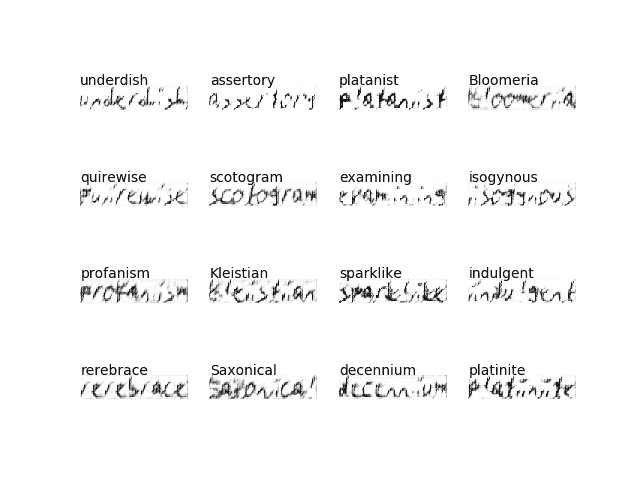 underdish assertory platanist Bloomeria
underdish assertory platanist Bloomeria
quirewise scotogram examining isogynous
quirewise scotogram examining isogynous
profanism Kleistian sparklike indulgent
profanism Kleistian sparklike indulgent
rerebrace Saxonical decennium platinite
rerebrace Saxonical decennium platinite